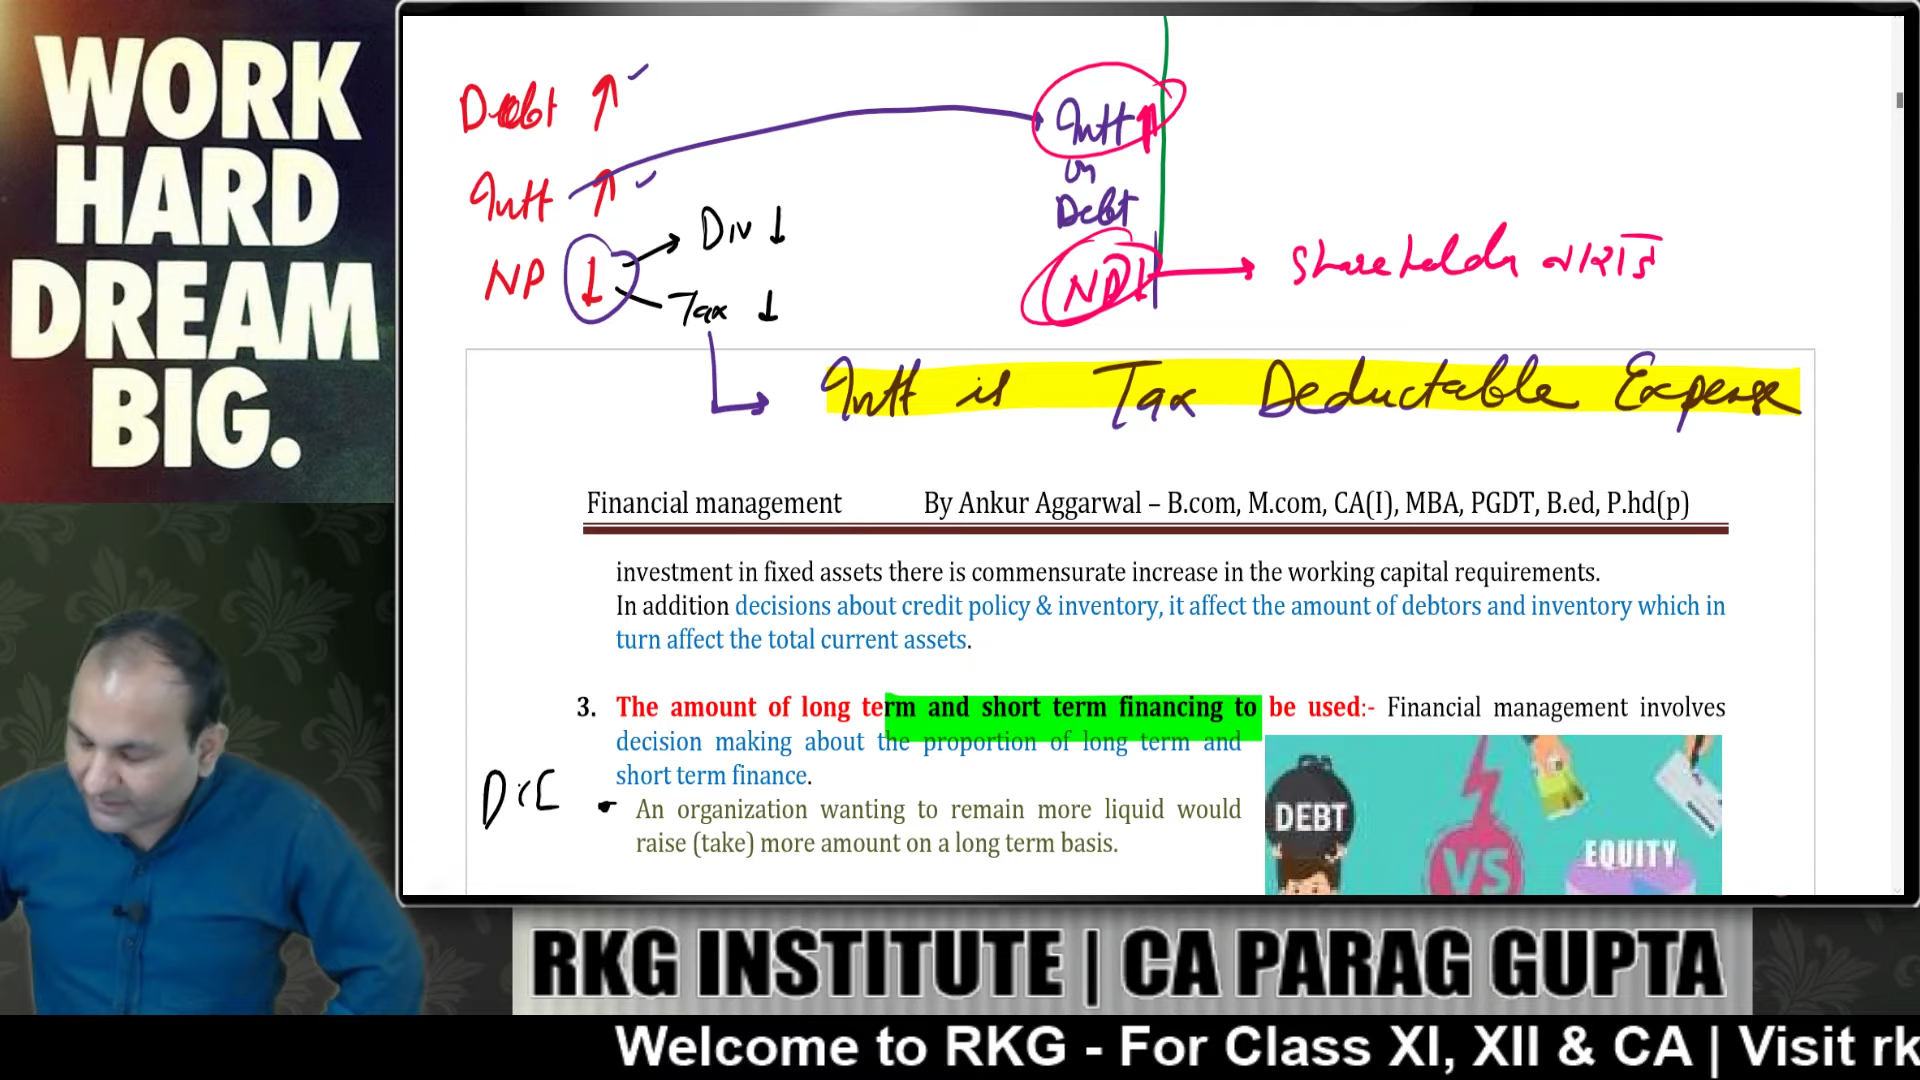 WORK
HARD
DREAM
BIG.
Debt ↑
Intt ↑
Intt ↑
on
Debt
NP ↓
Div ↓
Tax ↓
NP ↓
Shareholders नाराज
Intt is Tax Deductable Expense
Financial management By Ankur Aggarwal – B.com, M.com, CA(I), MBA, PGDT, B.ed, P.hd(p)
investment in fixed assets there is commensurate increase in the working capital requirements.
In addition decisions about credit policy & inventory, it affect the amount of debtors and inventory which in
turn affect the total current assets.
3. The amount of long term and short term financing to be used:- Financial management involves
decision making about the proportion of long term and
short term finance.
An organization wanting to remain more liquid would
raise (take) more amount on a long term basis.
DEBT
VS
EQUITY
RKG INSTITUTE | CA PARAG GUPTA
Welcome to RKG - For Class XI, XII & CA | Visit rk